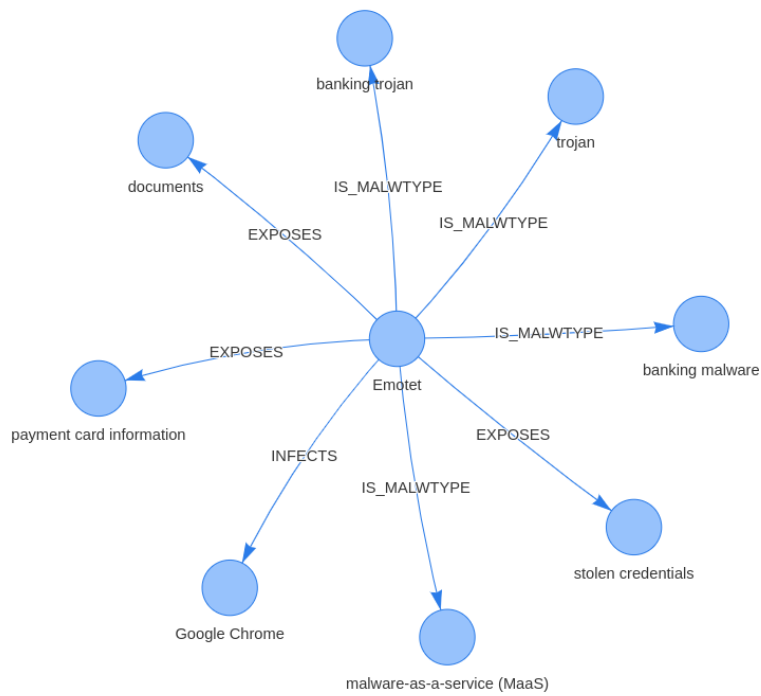 banking trojan
trojan
documents
IS_MALWTYPE
IS_MALWTYPE
EXPOSES
IS_MALWTYPE
EXPOSES
banking malware
Emotet
payment card information
EXPOSES
INFECTS
IS_MALWTYPE
stolen credentials
Google Chrome
malware-as-a-service (MaaS)